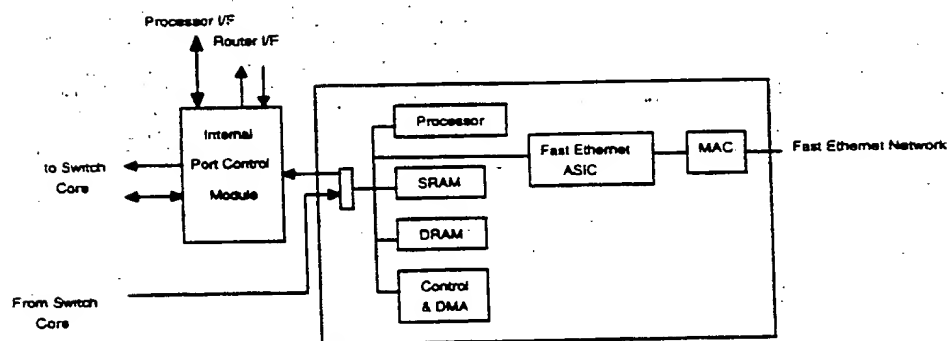 Processor I/F
Router I/F
Internal
Port Control
Module
to Switch
Core
From Switch
Core
Processor
SRAM
DRAM
Control
& DMA
Fast Ethernet
ASIC
MAC
Fast Ethernet Network